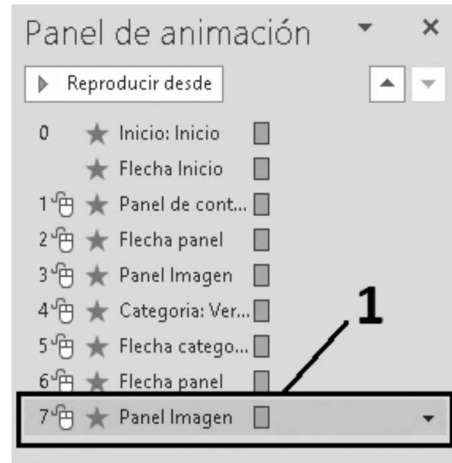 Panel de animación
Reproducir desde
0 Inicio: Inicio
Flecha Inicio
1 Panel de cont...
2 Flecha panel
3 Panel Imagen
4 Categoria: Ver...
5 Flecha catego...
6 Flecha panel
7 Panel Imagen
1